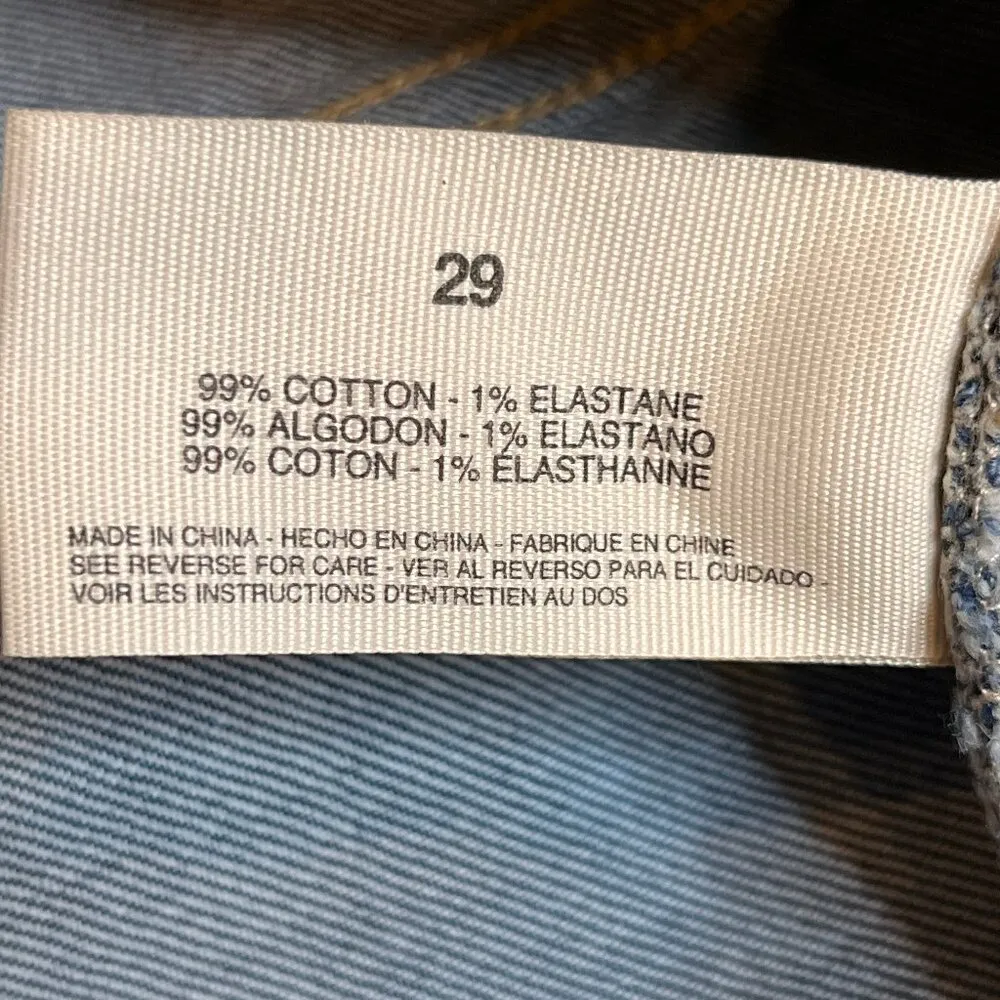 29
99% COTTON - 1% ELASTANE
99% ALGODON - 1% ELASTANO
99% COTON - 1% ÉLASTHANNE
MADE IN CHINA - HECHO EN CHINA - FABRIQUE EN CHINE
SEE REVERSE FOR CARE - VER AL REVERSO PARA EL CUIDADO -
VOIR LES INSTRUCTIONS D'ENTRETIEN AU DOS